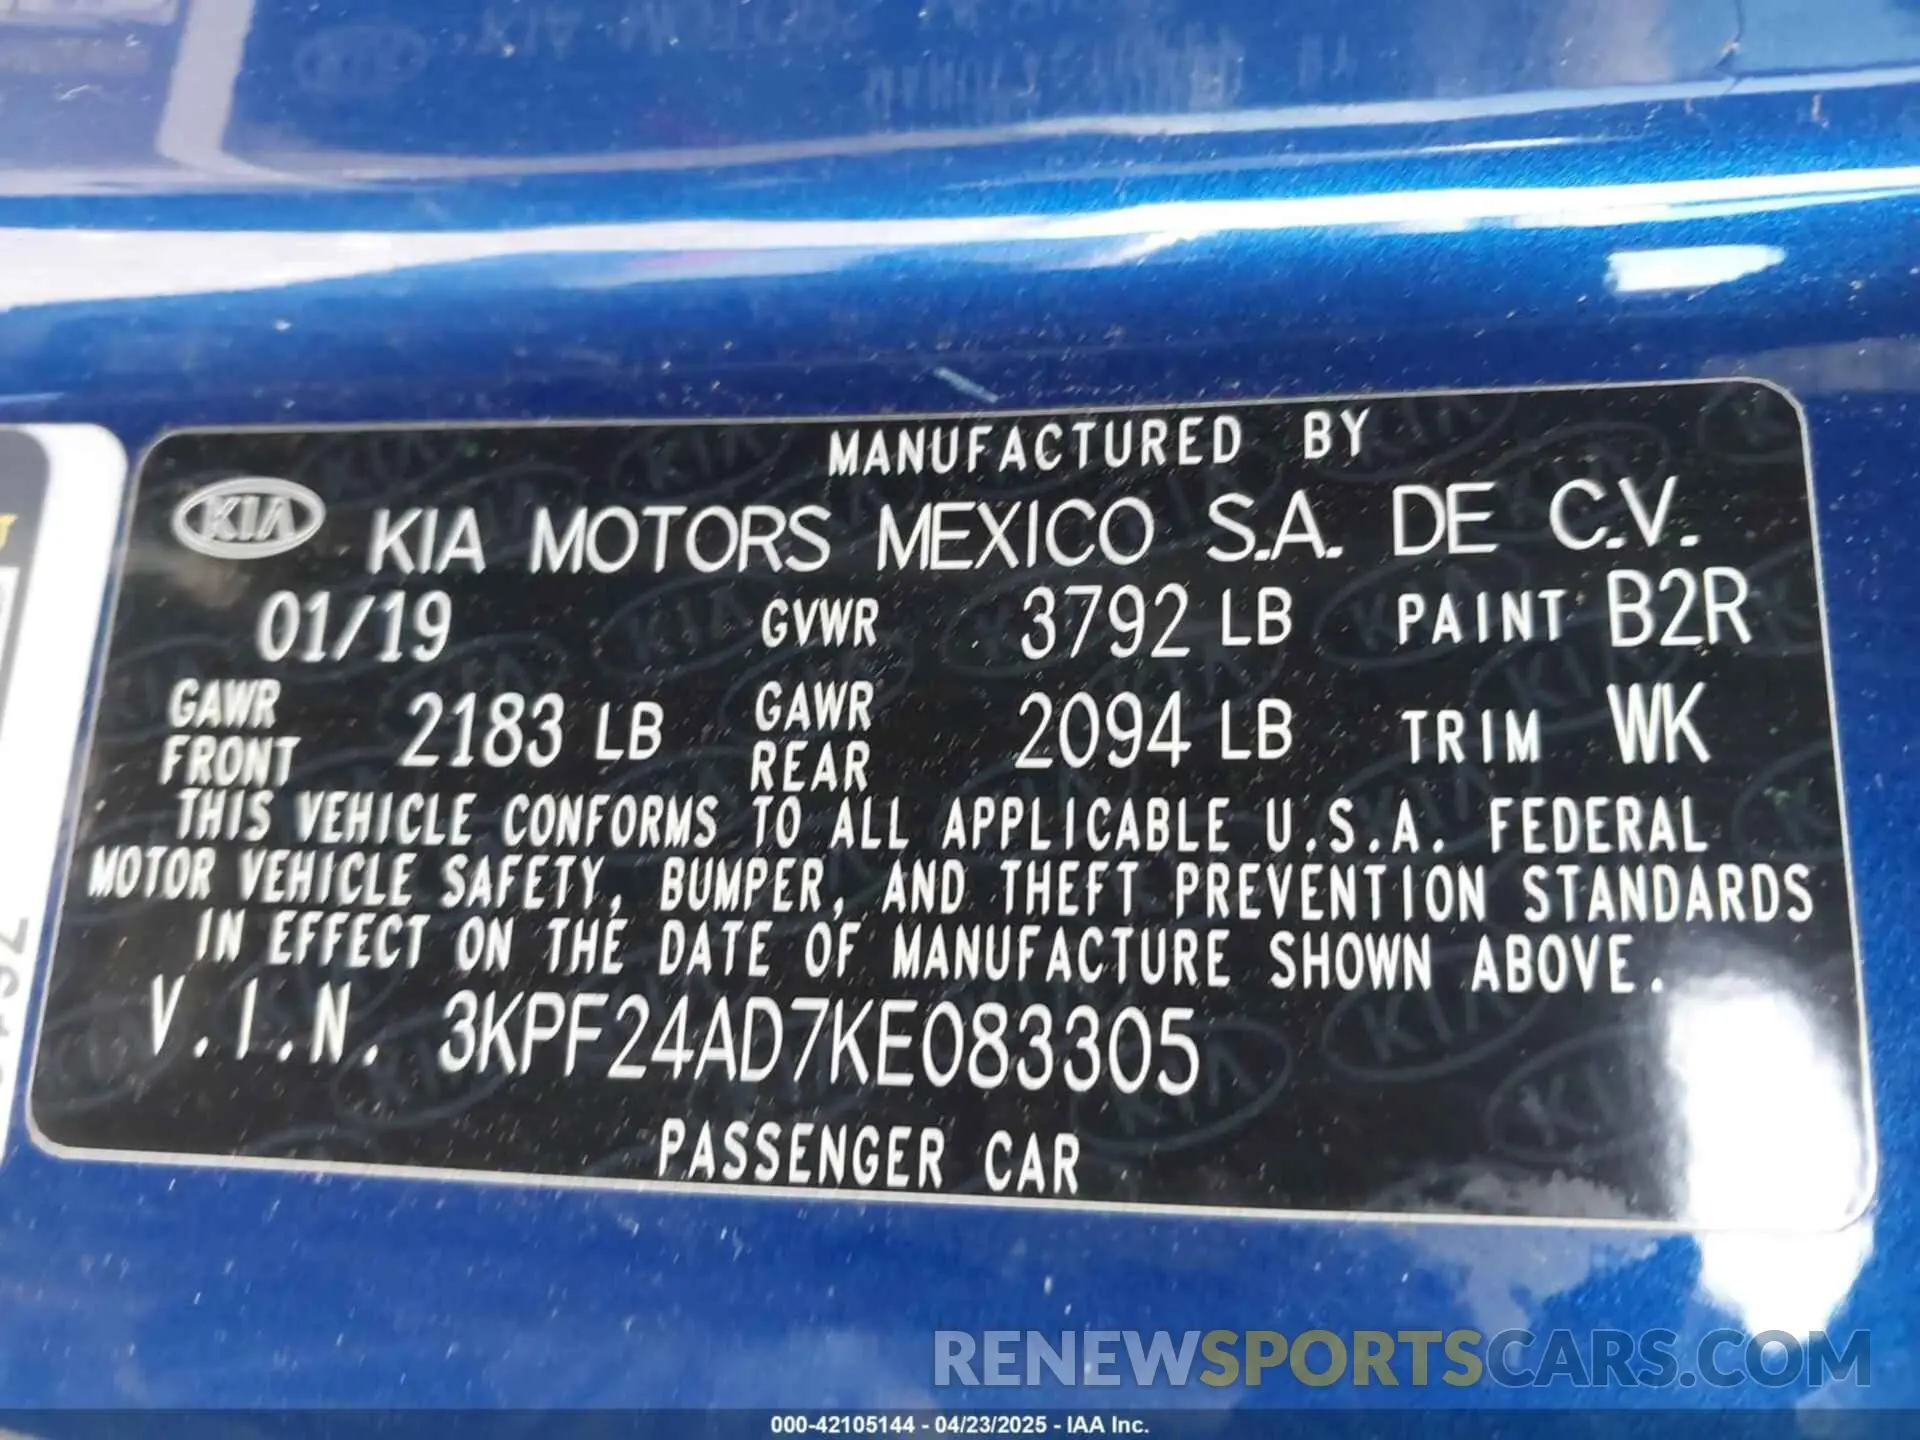 MANUFACTURED BY
KIA KIA MOTORS MEXICO S.A. DE C.V.
01/19 GVWR 3792 LB PAINT B2R
GAWR FRONT 2183 LB GAWR REAR 2094 LB TRIM WK
THIS VEHICLE CONFORMS TO ALL APPLICABLE U.S.A. FEDERAL
MOTOR VEHICLE SAFETY, BUMPER, AND THEFT PREVENTION STANDARDS
IN EFFECT ON THE DATE OF MANUFACTURE SHOWN ABOVE.
V.I.N. 3KPF24AD7KE083305
PASSENGER CAR
RENEWSPORTSCARS.COM
000-42105144 - 04/23/2025 - IAA Inc.